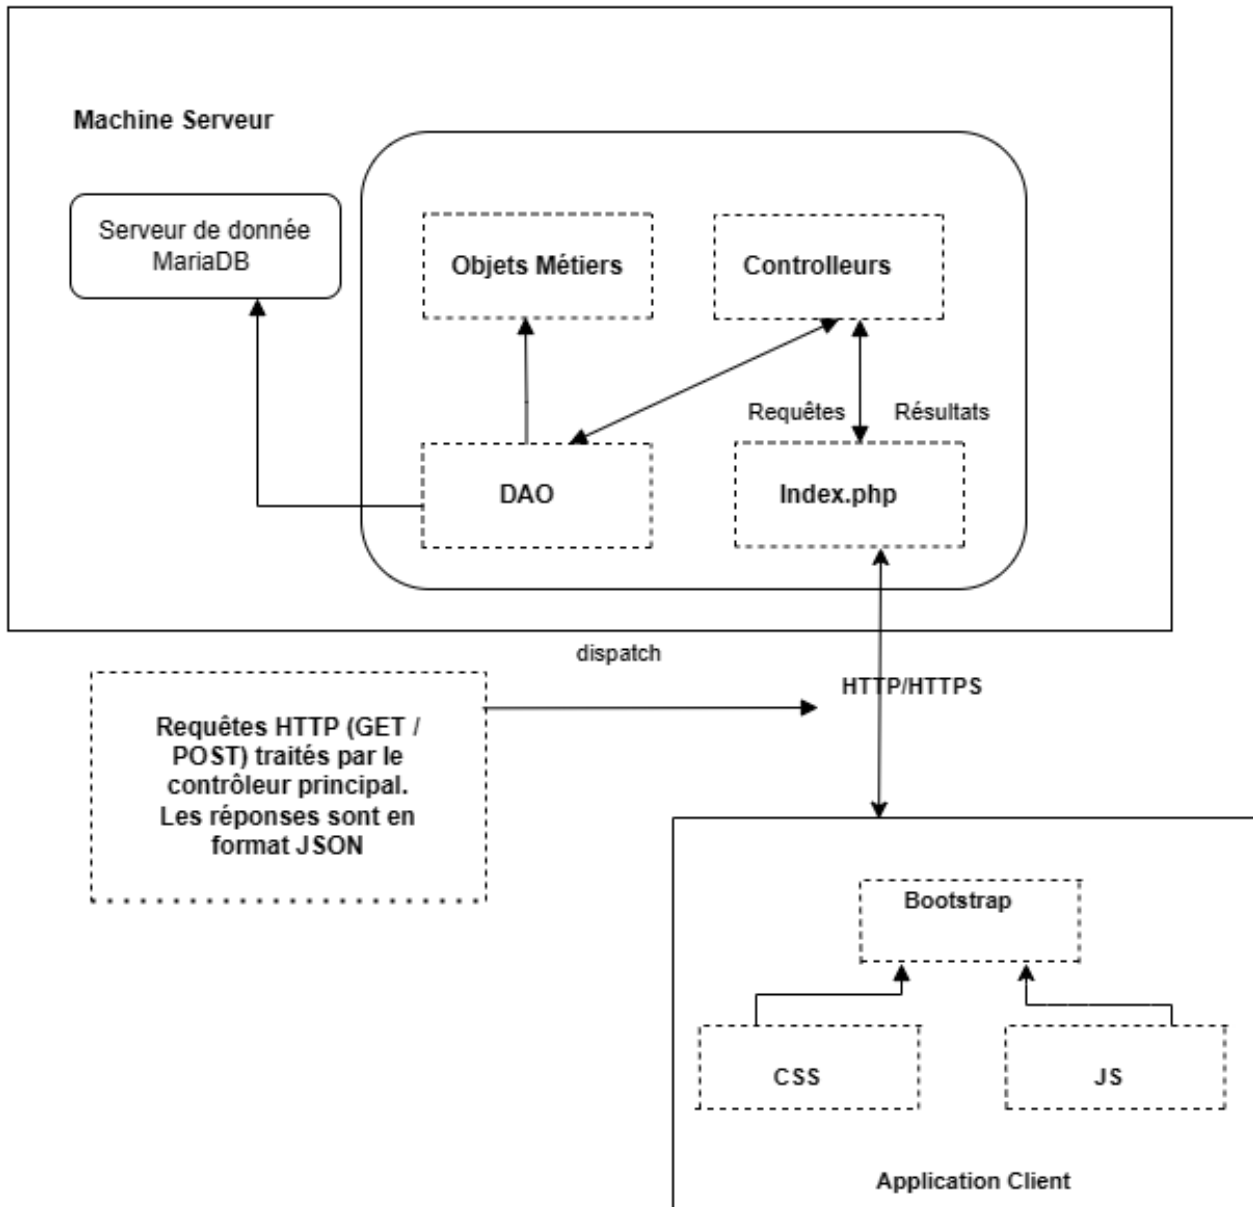 Machine Serveur
Serveur de donnée
MariaDB
Objets Métiers
Controlleurs
Requêtes
Résultats
DAO
Index.php
dispatch
HTTP/HTTPS
Requêtes HTTP (GET /
POST) traités par le
contrôleur principal.
Les réponses sont en
format JSON
Bootstrap
CSS
JS
Application Client